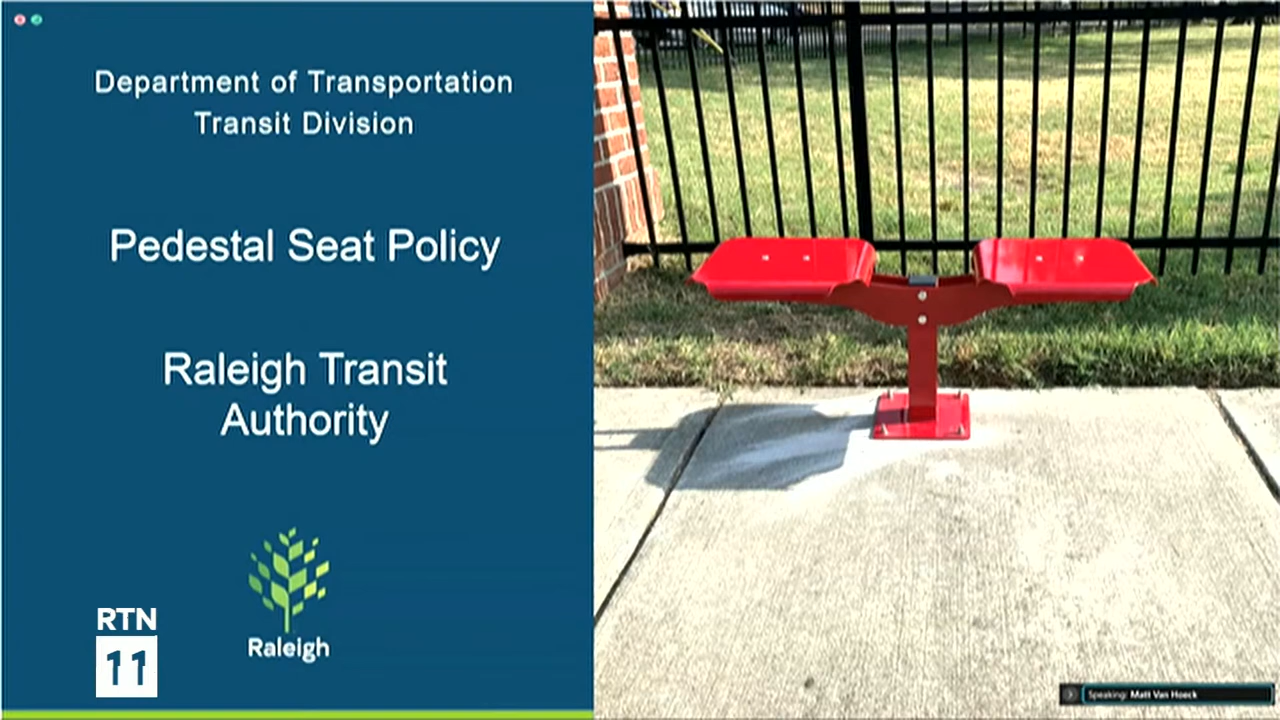 Department of Transportation
Transit Division
Pedestal Seat Policy
Raleigh Transit
Authority
Raleigh
RTN
11
Speaking: Matt Van Hoeck